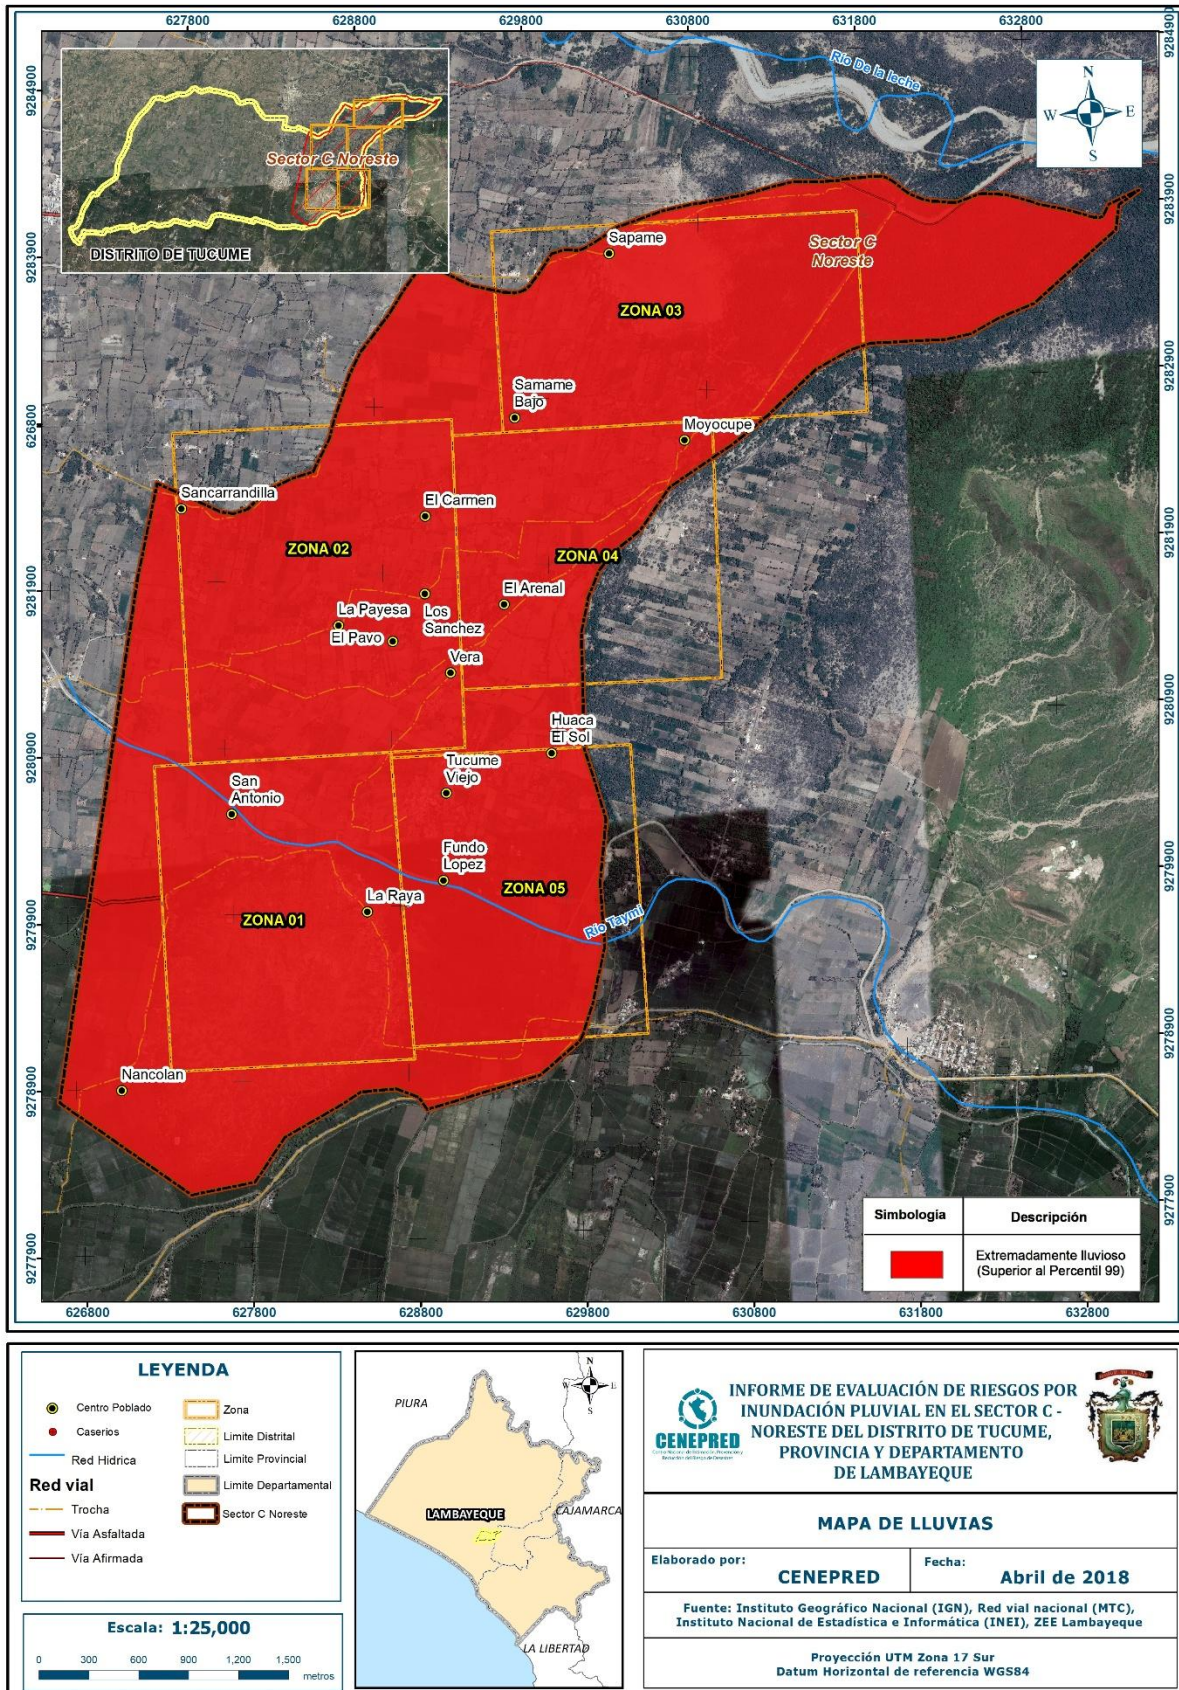 627800 628800 629800 630800 631800 632800
9284900
9283900
626800
9281900
9280900
9279900
9278900
9277900
9284900
9283900
9282900
9281900
9280900
9279900
9278900
9277900
626800 627800 628800 629800 630800 631800 632800
Sector C Noreste
DISTRITO DE TUCUME
Río De la leche
N
W E
S
Sapame
Sector C
Noreste
ZONA 03
Samame
Bajo
Moyocupe
Sancarrandilla
El Carmen
ZONA 02
ZONA 04
El Arenal
La Payesa
Los
Sanchez
El Pavo
Vera
Huaca
El Sol
Tucume
Viejo
San
Antonio
Fundo
Lopez
ZONA 05
La Raya
ZONA 01
Río Taymi
Nancolan
Simbología Descripción
Extremadamente lluvioso
(Superior al Percentil 99)
LEYENDA
Centro Poblado
Caserios
Red Hidrica
Red vial
Trocha
Vía Asfaltada
Vía Afirmada
Zona
Limite Distrital
Limite Provincial
Limite Departamental
Sector C Noreste
Escala: 1:25,000
0 300 600 900 1,200 1,500
metros
N
W E
S
PIURA
LAMBAYEQUE
CAJAMARCA
LA LIBERTAD
CENEPRED
INFORME DE EVALUACIÓN DE RIESGOS POR
INUNDACIÓN PLUVIAL EN EL SECTOR C -
NORESTE DEL DISTRITO DE TUCUME,
PROVINCIA Y DEPARTAMENTO
DE LAMBAYEQUE
MAPA DE LLUVIAS
Elaborado por:
CENEPRED
Fecha:
Abril de 2018
Fuente: Instituto Geográfico Nacional (IGN), Red vial nacional (MTC),
Instituto Nacional de Estadística e Informática (INEI), ZEE Lambayeque
Proyección UTM Zona 17 Sur
Datum Horizontal de referencia WGS84